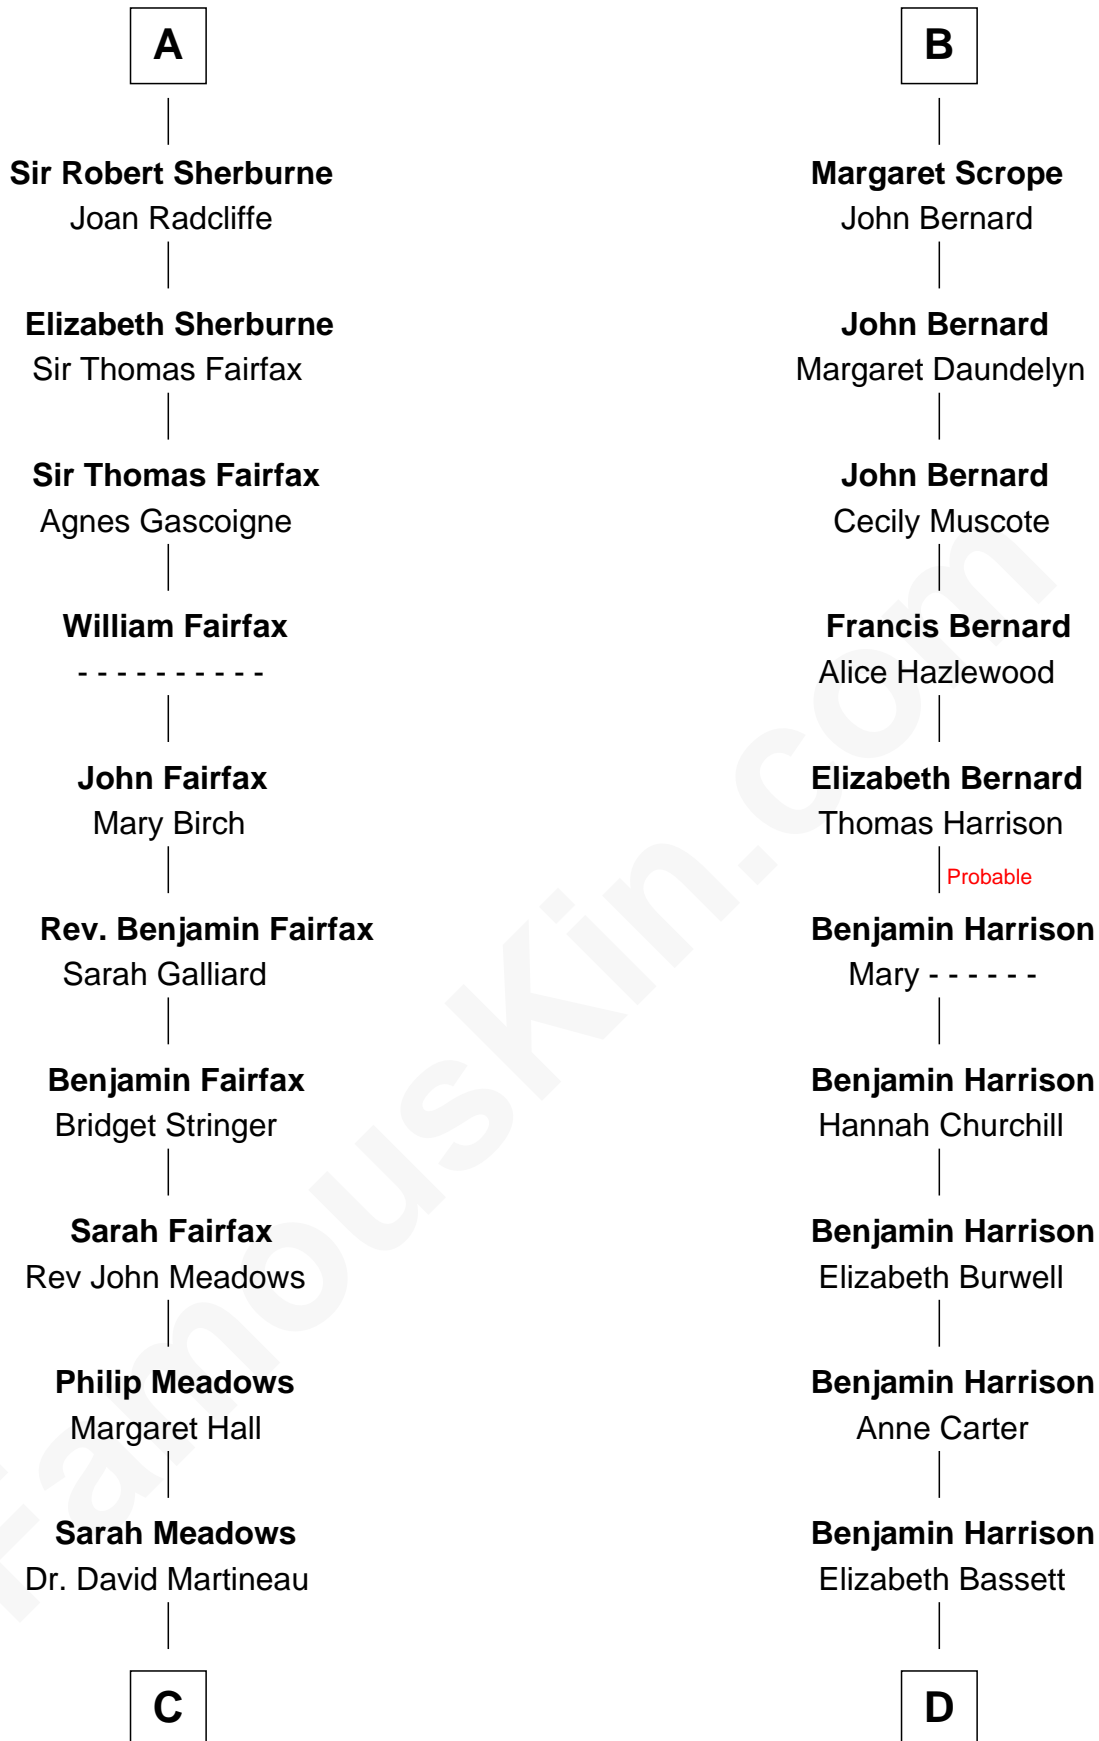 A
Sir Robert Sherburne
Joan Radcliffe
Elizabeth Sherburne
Sir Thomas Fairfax
Sir Thomas Fairfax
Agnes Gascoigne
William Fairfax
- - - - - - - - - -
John Fairfax
Mary Birch
Rev. Benjamin Fairfax
Sarah Galliard
Benjamin Fairfax
Bridget Stringer
Sarah Fairfax
Rev John Meadows
Philip Meadows
Margaret Hall
Sarah Meadows
Dr. David Martineau
C
B
Margaret Scrope
John Bernard
John Bernard
Margaret Daundelyn
John Bernard
Cecily Muscote
Francis Bernard
Alice Hazlewood
Elizabeth Bernard
Thomas Harrison
Probable
Benjamin Harrison
Mary - - - - - -
Benjamin Harrison
Hannah Churchill
Benjamin Harrison
Elizabeth Burwell
Benjamin Harrison
Anne Carter
Benjamin Harrison
Elizabeth Bassett
D
FamousKin.com